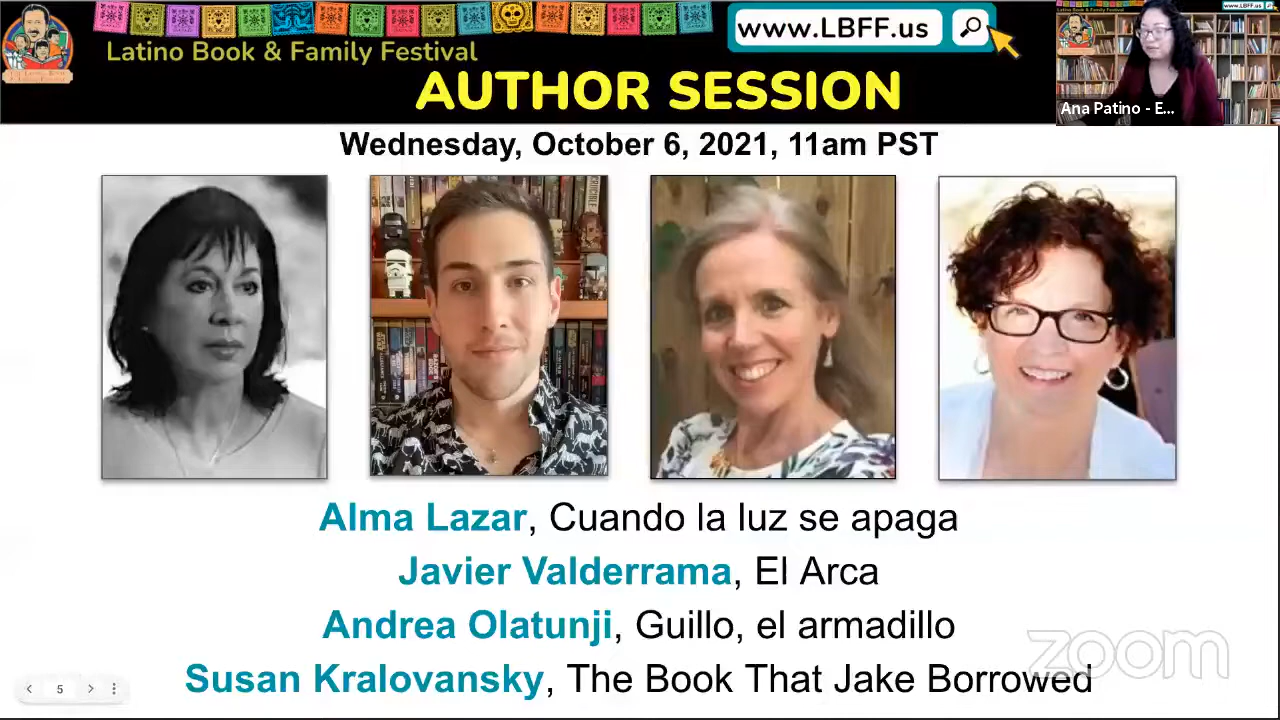 www.LBFF.us
Latino Book & Family Festival
AUTHOR SESSION
Ana Patino - E...
Wednesday, October 6, 2021, 11am PST
Alma Lazar, Cuando la luz se apaga
Javier Valderrama, El Arca
Andrea Olatunji, Guillo, el armadillo
Susan Kralovansky, The Book That Jake Borrowed
5
zoom